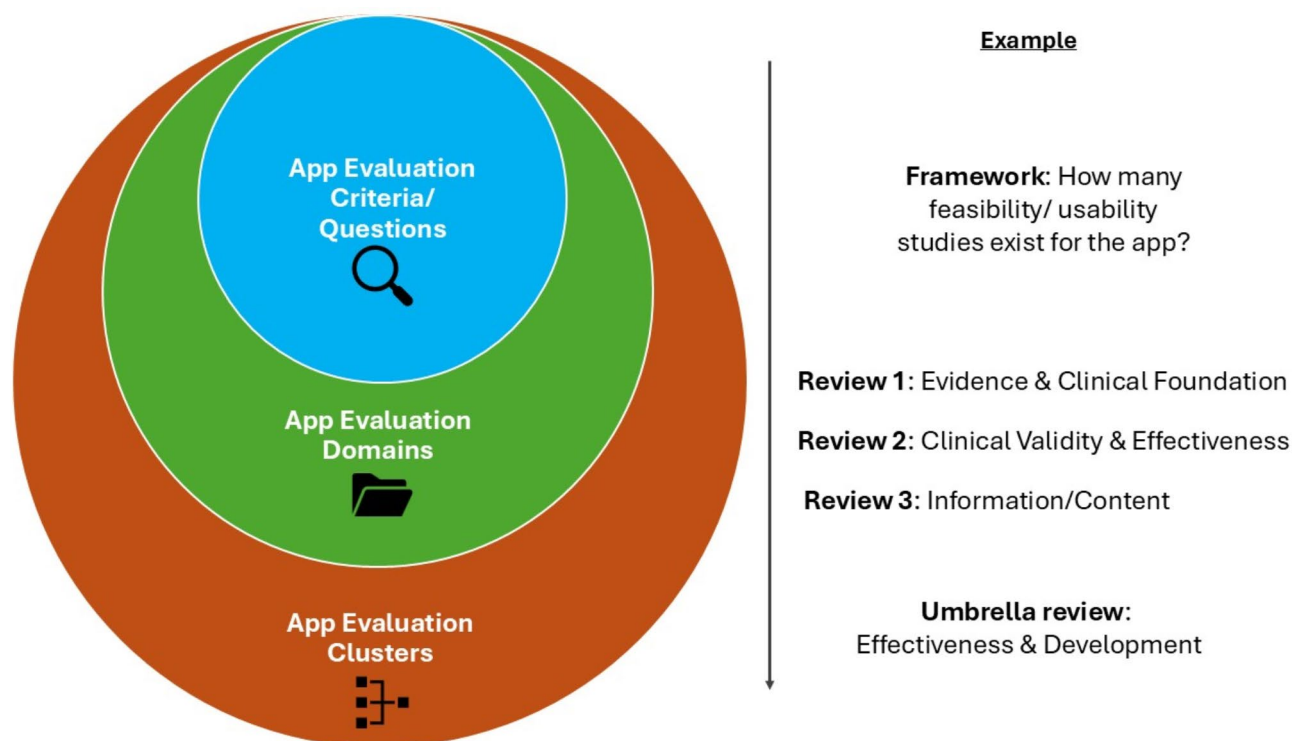 App Evaluation
Criteria/
Questions
App Evaluation
Domains
App Evaluation
Clusters
Example
Framework: How many
feasibility/ usability
studies exist for the app?
Review 1: Evidence & Clinical Foundation
Review 2: Clinical Validity & Effectiveness
Review 3: Information/Content
Umbrella review:
Effectiveness & Development